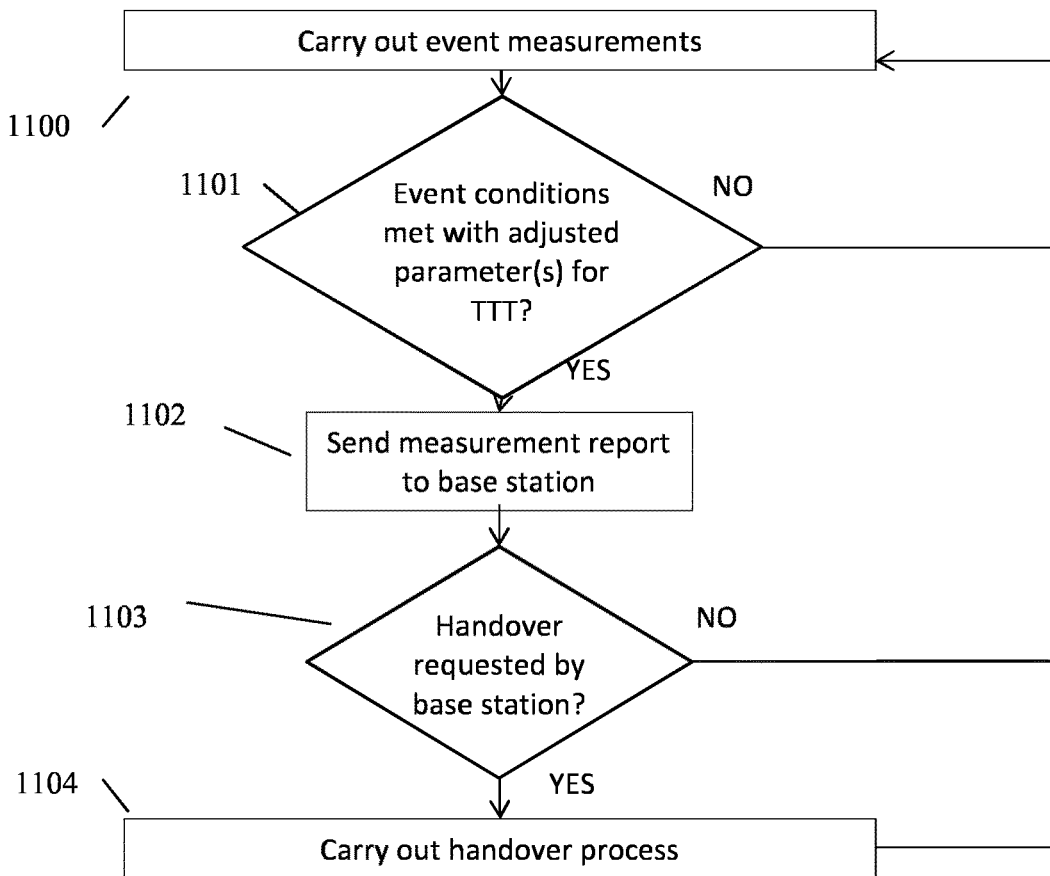 Carry out event measurements
1100
1101
Event conditions
met with adjusted
parameter(s) for
TTT?
NO
YES
1102
Send measurement report
to base station
1103
Handover
requested by
base station?
NO
YES
1104
Carry out handover process